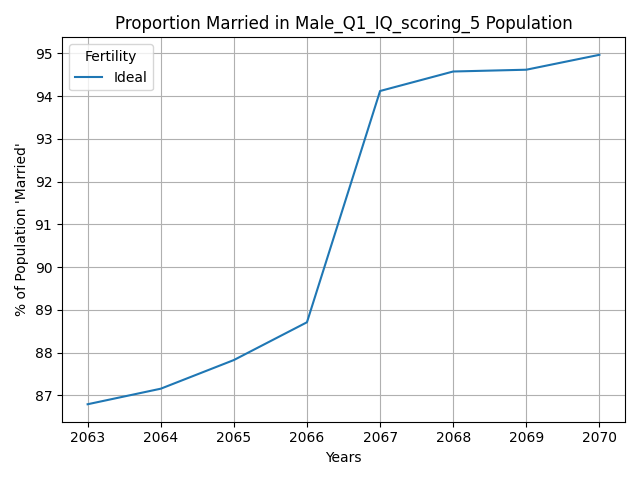 Proportion Married in Male_Q1_IQ_scoring_5 Population
Fertility
Ideal
% of Population 'Married'
95
94
93
92
91
90
89
88
87
2063 2064 2065 2066 2067 2068 2069 2070
Years